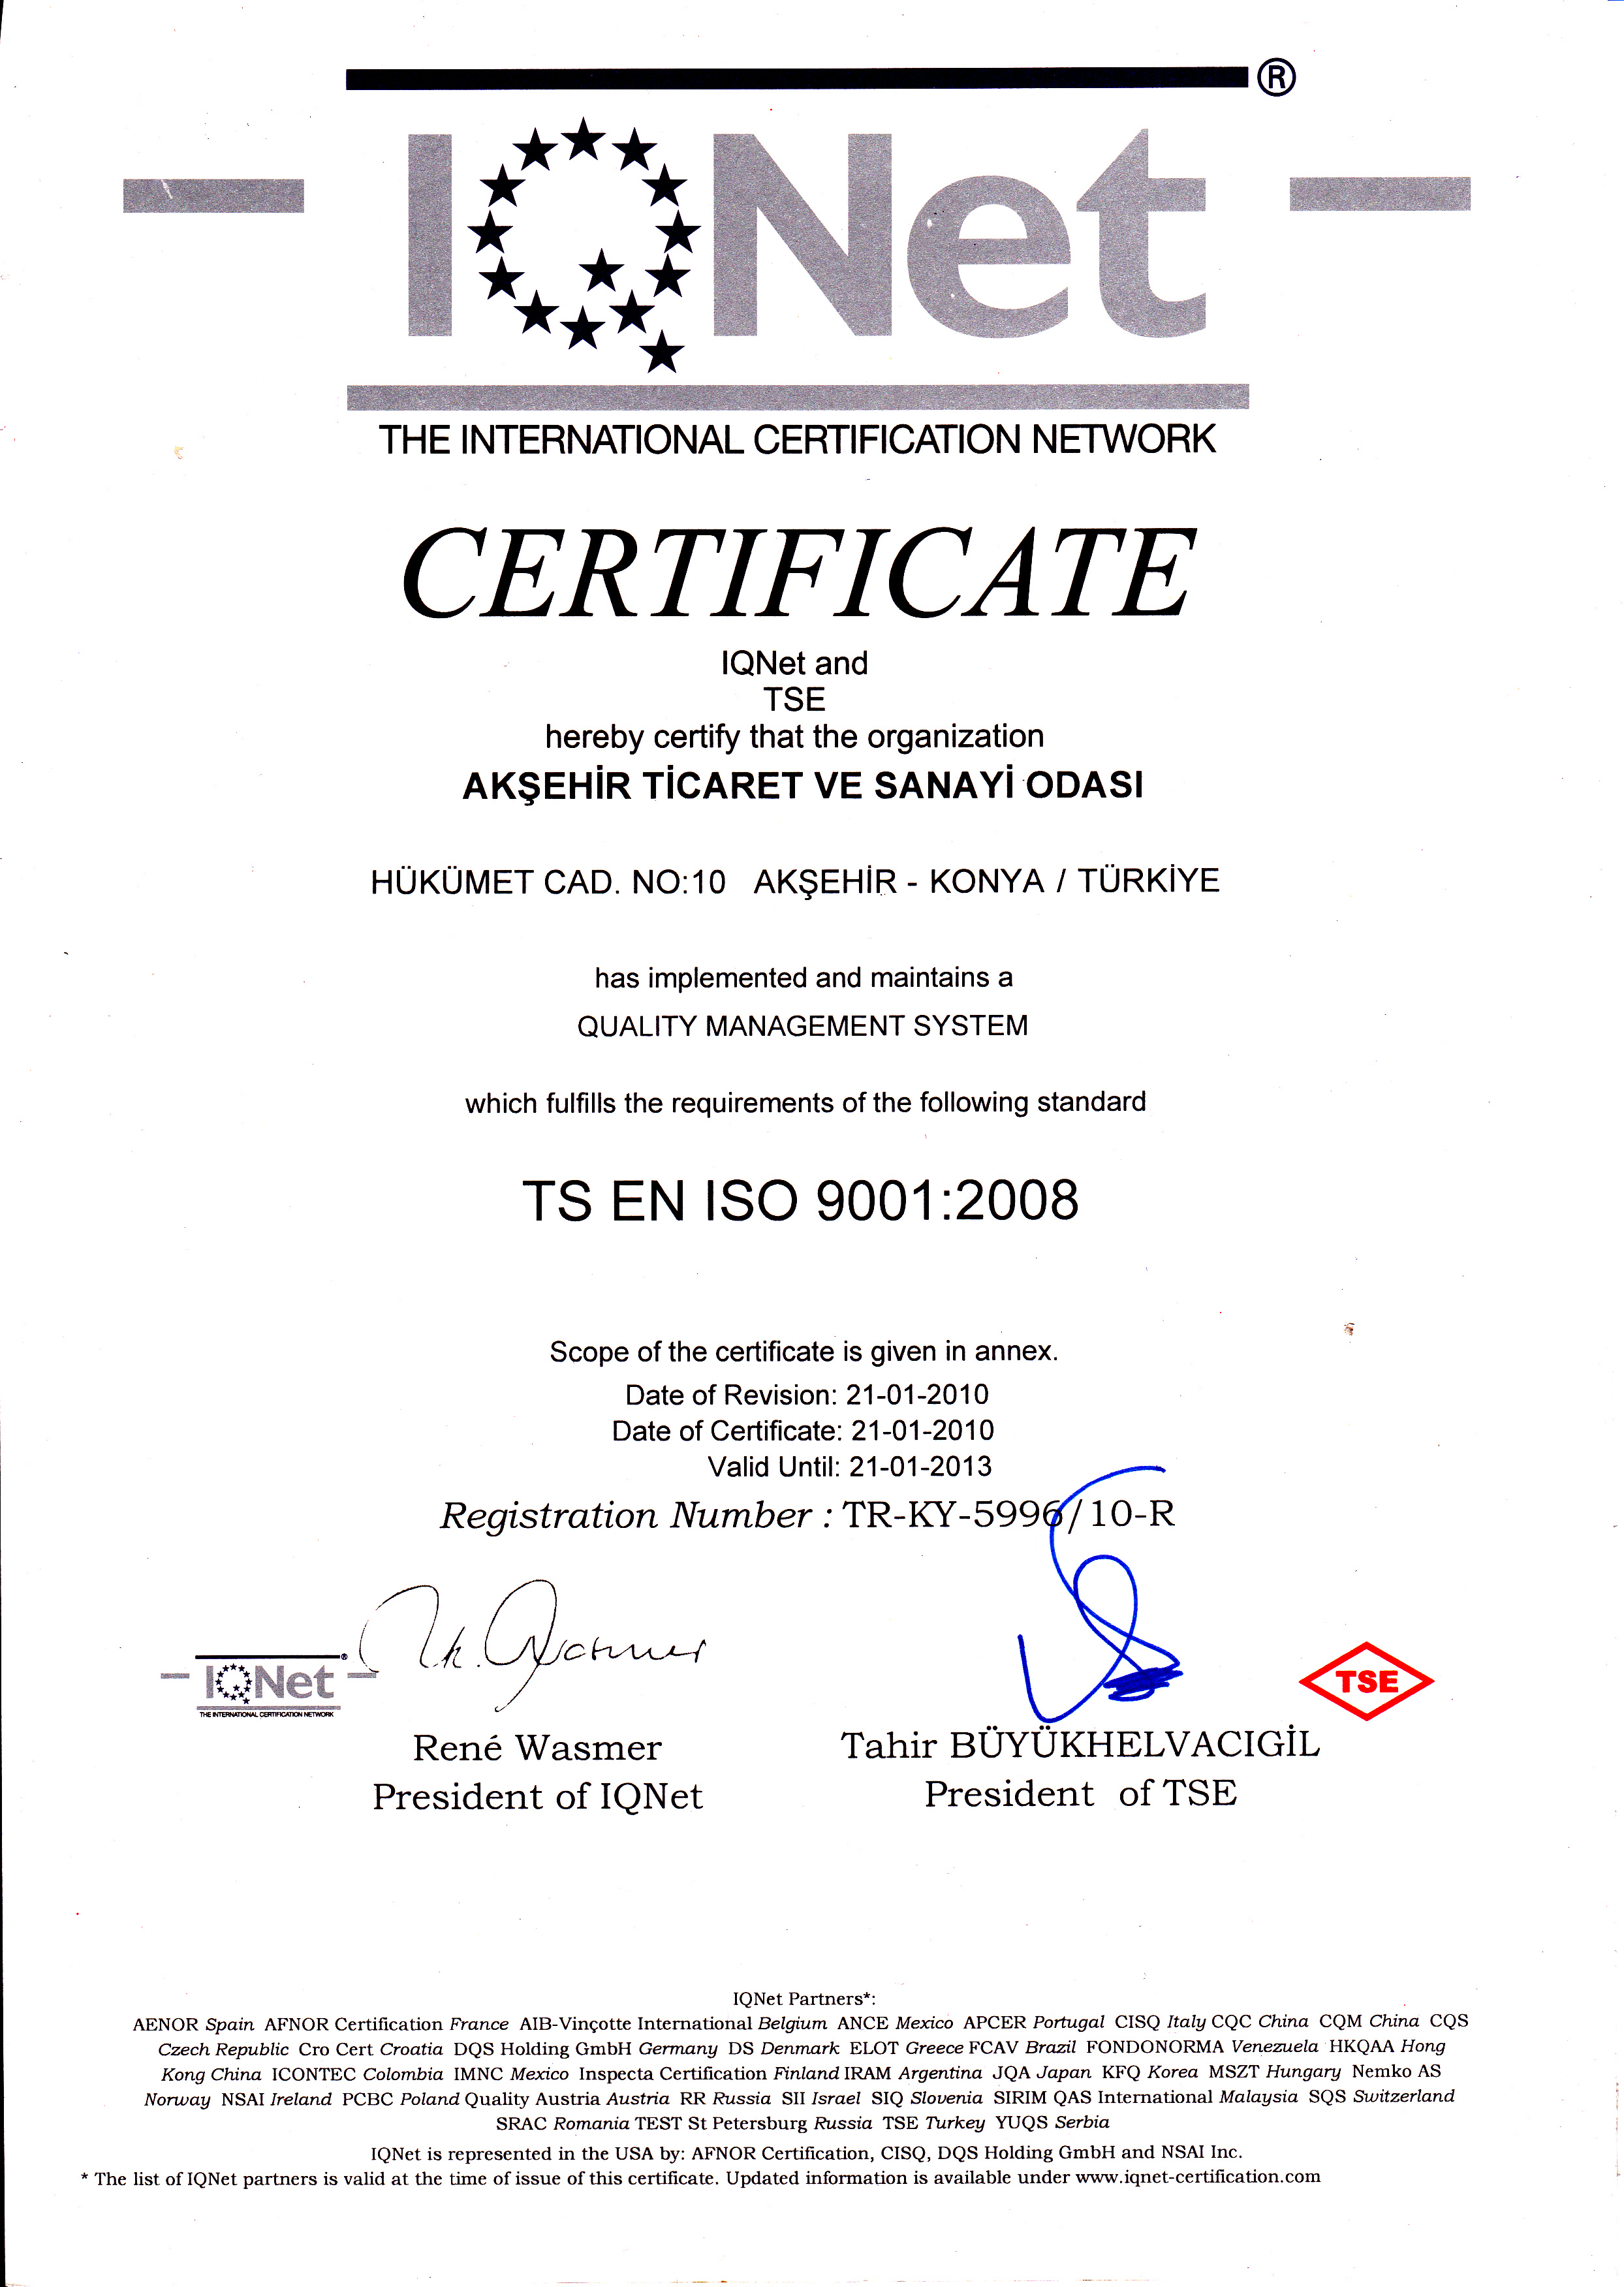 IQNet®
THE INTERNATIONAL CERTIFICATION NETWORK
CERTIFICATE
IQNet and
TSE
hereby certify that the organization
AKŞEHİR TİCARET VE SANAYİ ODASI
HÜKÜMET CAD. NO:10 AKŞEHİR - KONYA / TÜRKİYE
has implemented and maintains a
QUALITY MANAGEMENT SYSTEM
which fulfills the requirements of the following standard
TS EN ISO 9001:2008
Scope of the certificate is given in annex.
Date of Revision: 21-01-2010
Date of Certificate: 21-01-2010
Valid Until: 21-01-2013
Registration Number : TR-KY-5996/10-R
IQNet®
THE INTERNATIONAL CERTIFICATION NETWORK
R. Wasmer
TSE
René Wasmer
President of IQNet
Tahir BÜYÜKHELVACIGİL
President of TSE
IQNet Partners*:
AENOR Spain AFNOR Certification France AIB-Vinçotte International Belgium ANCE Mexico APCER Portugal CISQ Italy CQC China CQM China CQS
Czech Republic Cro Cert Croatia DQS Holding GmbH Germany DS Denmark ELOT Greece FCAV Brazil FONDONORMA Venezuela HKQAA Hong
Kong China ICONTEC Colombia IMNC Mexico Inspecta Certification Finland IRAM Argentina JQA Japan KFQ Korea MSZT Hungary Nemko AS
Norway NSAI Ireland PCBC Poland Quality Austria Austria RR Russia SII Israel SIQ Slovenia SIRIM QAS International Malaysia SQS Switzerland
SRAC Romania TEST St Petersburg Russia TSE Turkey YUQS Serbia
IQNet is represented in the USA by: AFNOR Certification, CISQ, DQS Holding GmbH and NSAI Inc.
* The list of IQNet partners is valid at the time of issue of this certificate. Updated information is available under www.iqnet-certification.com